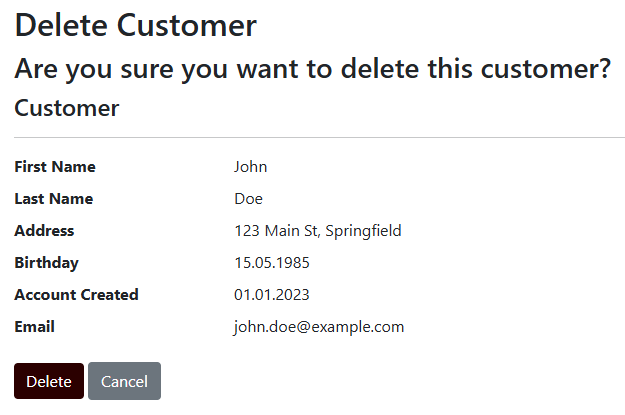 Delete Customer
Are you sure you want to delete this customer?
Customer
First Name John
Last Name Doe
Address 123 Main St, Springfield
Birthday 15.05.1985
Account Created 01.01.2023
Email john.doe@example.com
Delete Cancel